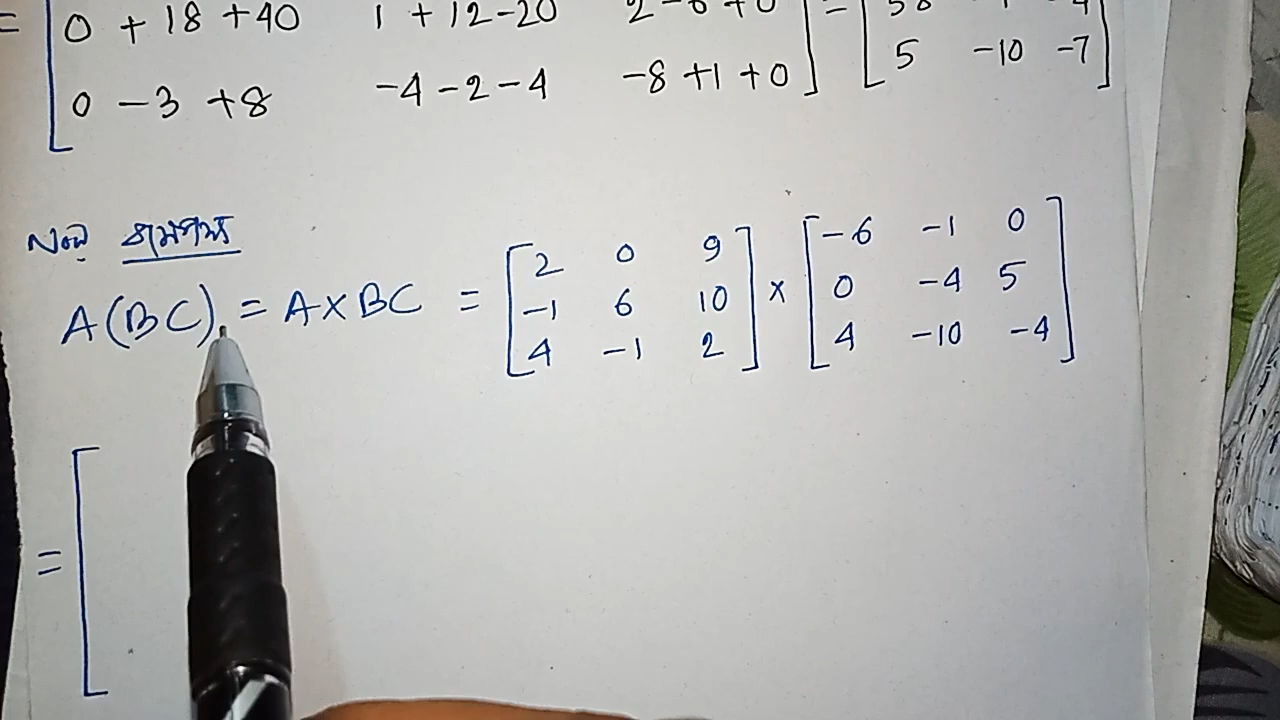 = [ 0 + 18 + 40   1 + 12 - 20   2 - 6 + 0 ] = [ 58
0 - 3 + 8   -4 - 2 - 4   -8 + 1 + 0 ]   5   -10   -7 ]
A(BC) = A × BC = [ 2 0 9 ] × [ -6 -1 0 ]
[ -1 6 10 ] [ 0 -4 5 ]
[ 4 -1 2 ] [ 4 -10 -4 ]
= [